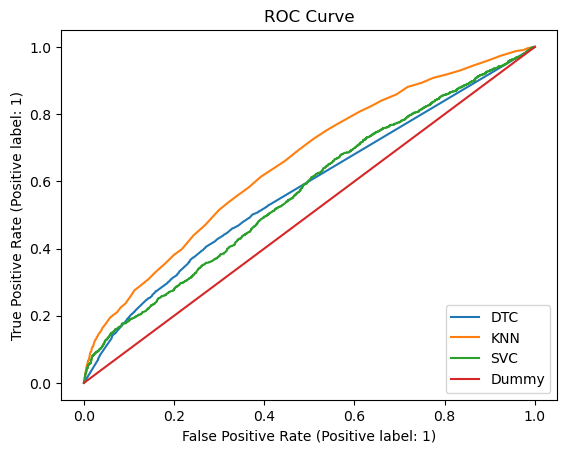 ROC Curve
True Positive Rate (Positive label: 1)
1.0
0.8
0.6
0.4
0.2
0.0
0.0 0.2 0.4 0.6 0.8 1.0
False Positive Rate (Positive label: 1)
DTC
KNN
SVC
Dummy